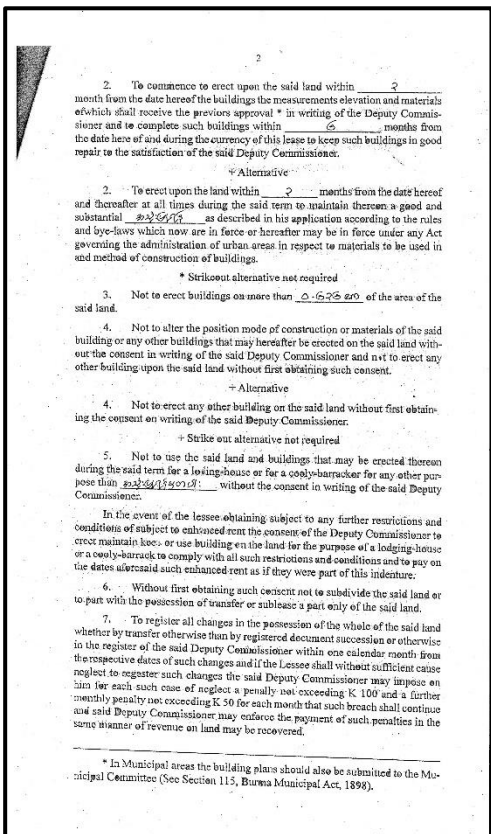 2
2. To commence to erect upon the said land within ၃
month from the date hereof the buildings the measurements elevation and materials
ofwhich shall receive the previors approval * in writing of the Deputy Commis-
sioner and to complete such buildings within ၆ months from
the date here of and during the currency of this lease to keep such buildings in good
repair to the satisfaction of the said Deputy Commissioner.
+ Alternative
2. To erect upon the land within ၃ months from the date hereof
and thereafter at all times during the said term to maintain thereon a good and
substantial as described in his application according to the rules
and bye-laws which now are in force or hereafter may be in force under any Act
governing the administration of urban areas in respect to materials to be used in
and method of construction of buildings.
* Strikeout alternative not required
3. Not to erect buildings on more than of the area of the
said land.
4. Not to alter the position mode of construction or materials of the said
building or any other buildings that may hereafter be erected on the said land with-
out the consent in writing of the said Deputy Commissioner and not to erect any
other building upon the said land without first obtaining such consent.
+ Alternative
4. Not to erect any other building on the said land without first obtain-
ing the consent on writing of the said Deputy Commissioner.
+ Strike out alternative not required
5. Not to use the said land and buildings that may be erected thereon
during the said term for a loging-house or for a cooly-barracker for any other pur-
pose than without the consent in writing of the said Deputy
Commissioner.
In the event of the lessee obtaining subject to any further restrictions and
conditions of subject to enhanced rent the consent of the Deputy Commissioner to
erect maintain keep or use building on the land for the purpose of a lodging-house
or a cooly-barrack to comply with all such restrictions and conditions and to pay on
the dates aforesaid such enhanced rent as if they were part of this indenture.
6. Without first obtaining such consent not to subdivide the said land or
to part with the possession of transfer or sublease a part only of the said land.
7. To register all changes in the possession of the whole of the said land
whether by transfer otherwise than by registered document succession or otherwise
in the register of the said Deputy Commissioner within one calendar month from
the respective dates of such changes and if the Lessee shall without sufficient cause
neglect to regester such changes the said Deputy Commissioner may impose on
him for each such case of neglect a penally not exceeding K 100 and a further
monthly penalty not exceeding K 50 for each month that such breach shall continue
and said Deputy Commissioner may enforce the payment of such penalties in the
same manner of revenue on land may be recovered.
* In Municipal areas the building plans should also be submitted to the Mu-
nicipal Committee (See Section 115, Burma Municipal Act, 1898).